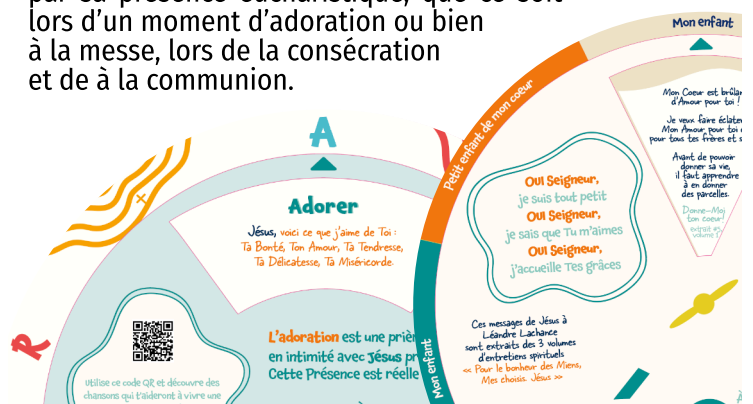 par sa présence eucharistique, que ce soit
lors d’un moment d’adoration ou bien
à la messe, lors de la consécration
et de à la communion.
A
R
Adorer
Jésus, voici ce que j'aime de Toi :
Ta Bonté, Ton Amour, Ta Tendresse,
Ta Délicatesse, Ta Miséricorde.
L'adoration est une
en intimité avec Jésus
Cette Présence est réelle
Utilise ce code QR et découvre des
chansons qui t'aideront à vivre une
Petit enfant de mon coeur
Mon enfant
Mon enfant
OUI Seigneur,
je suis tout petit
OUI Seigneur,
je sais que Tu m'aimes
OUI Seigneur,
j'accueille Tes grâces
Ces messages de Jésus à
Léandre Lachance
sont extraits des 3 volumes
d'entretiens spirituels
<< Pour le bonheur des Miens,
Mes choisis. Jésus >>
Mon Coeur est
d'Amour pour toi !
Je veux faire
Mon Amour pour toi
pour tous tes frères et
Avant de pouvoir
donner sa vie,
il faut apprendre
à en donner
des parcelles.
Donne-Moi
ton coeur!